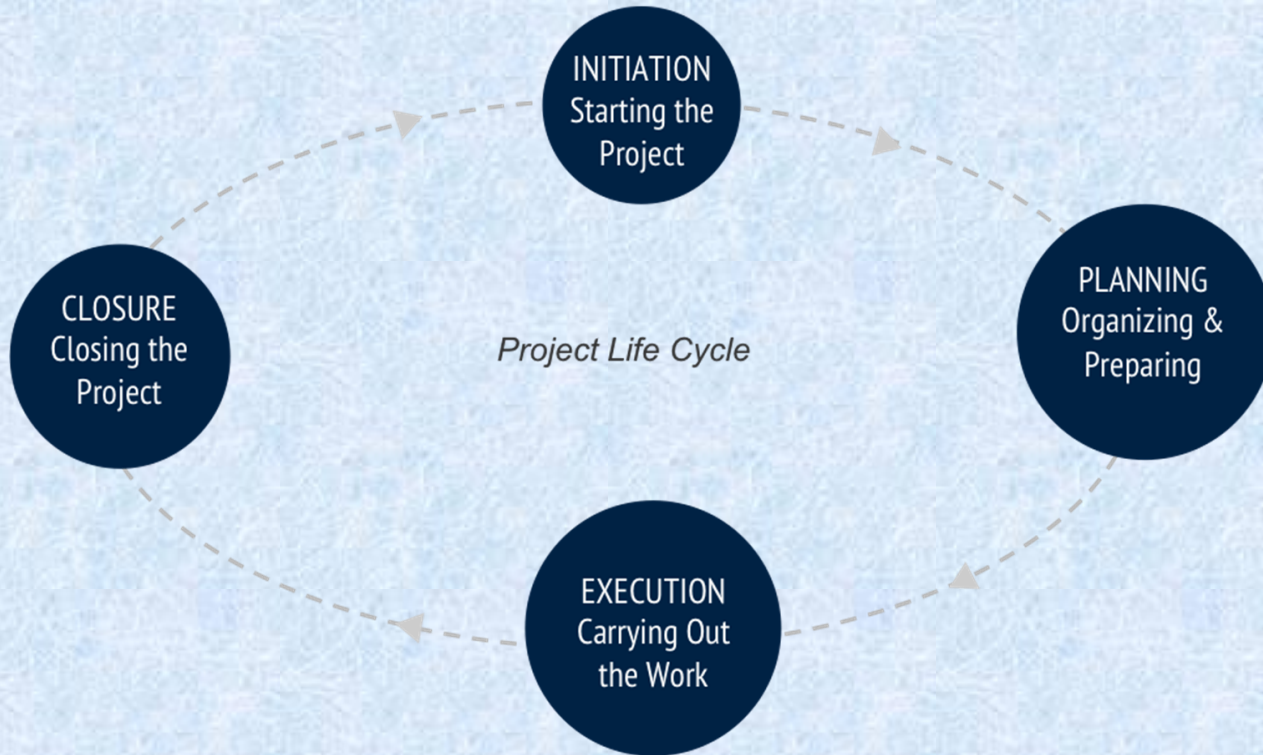 INITIATION
Starting the
Project
PLANNING
Organizing &
Preparing
EXECUTION
Carrying Out
the Work
CLOSURE
Closing the
Project
Project Life Cycle